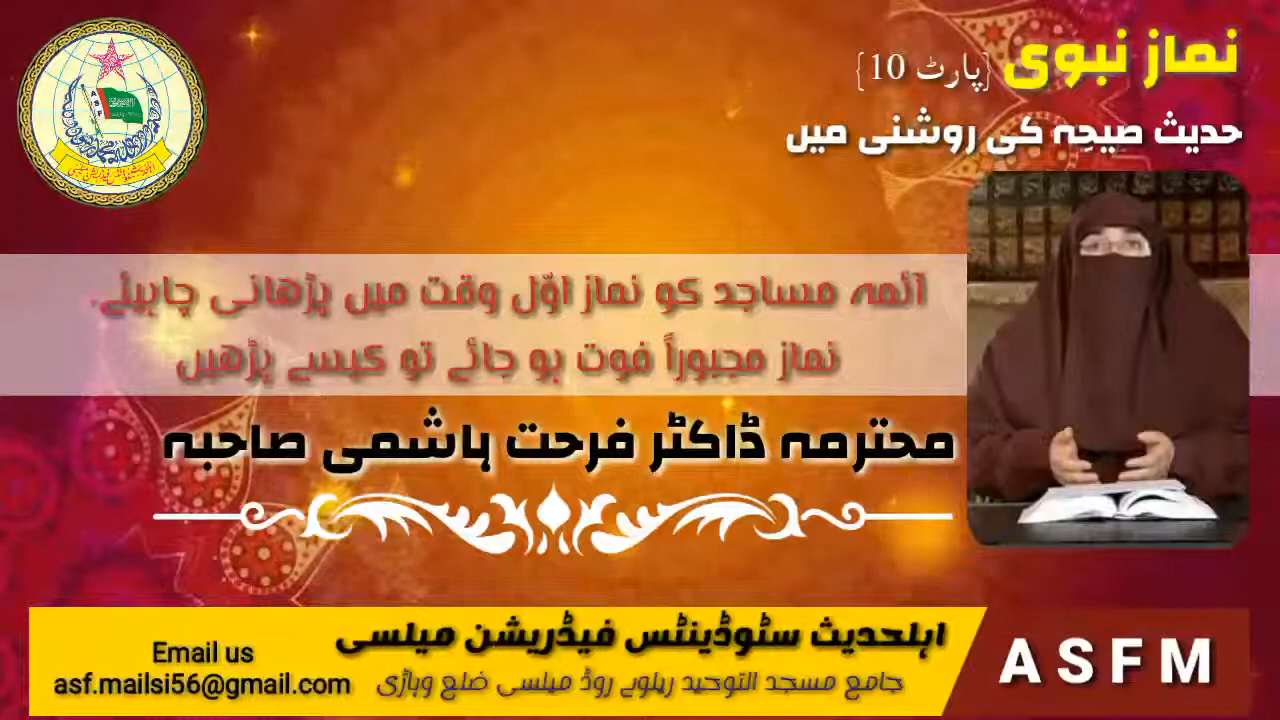 نماز نبوی {پارٹ 10}
حدیث صیحِہ کی روشنی میں
آئمہ مساجد کو نماز اوّل وقت میں پڑھانی چاہیئے.
نماز مجبوراً فوت ہو جائے تو کیسے پڑھیں
محترمہ ڈاکٹر فرحت ہاشمی صاحبہ
اہلحدیث سٹوڈینٹس فیڈریشن میلسی
جامع مسجد التوحید ریلوے روڈ میلسی ضلع وہاڑی
Email us
asf.mailsi56@gmail.com
ASFM